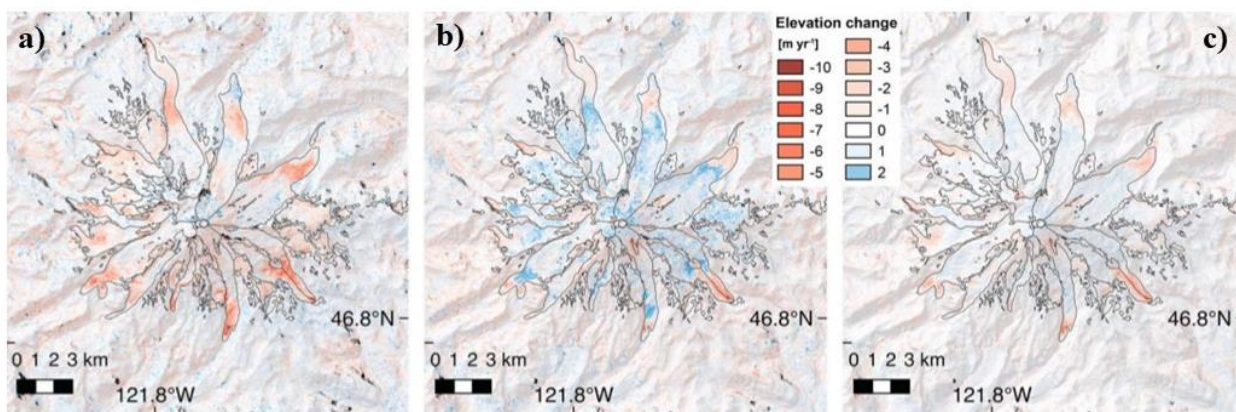 a)
b)
c)
Elevation change
[m yr⁻¹]
-10
-9
-8
-7
-6
-5
-4
-3
-2
-1
0
1
2
46.8°N
0 1 2 3 km
121.8°W
46.8°N
0 1 2 3 km
121.8°W
46.8°N
0 1 2 3 km
121.8°W